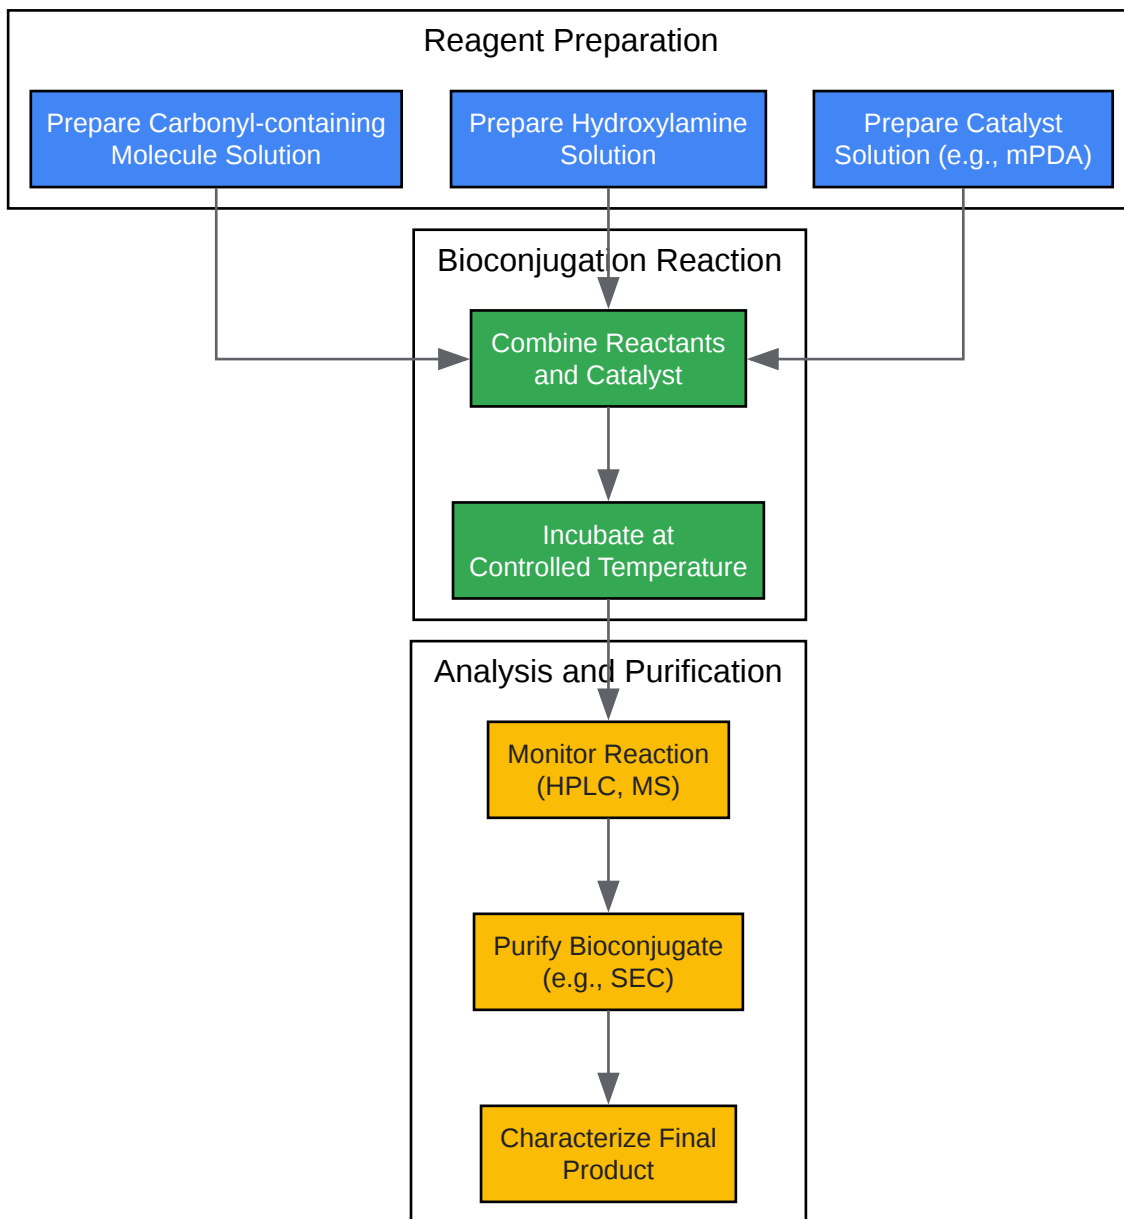 Reagent Preparation
Prepare Carbonyl-containing
Molecule Solution
Prepare Hydroxylamine
Solution
Prepare Catalyst
Solution (e.g., mPDA)
Bioconjugation Reaction
Combine Reactants
and Catalyst
Incubate at
Controlled Temperature
Analysis and Purification
Monitor Reaction
(HPLC, MS)
Purify Bioconjugate
(e.g., SEC)
Characterize Final
Product